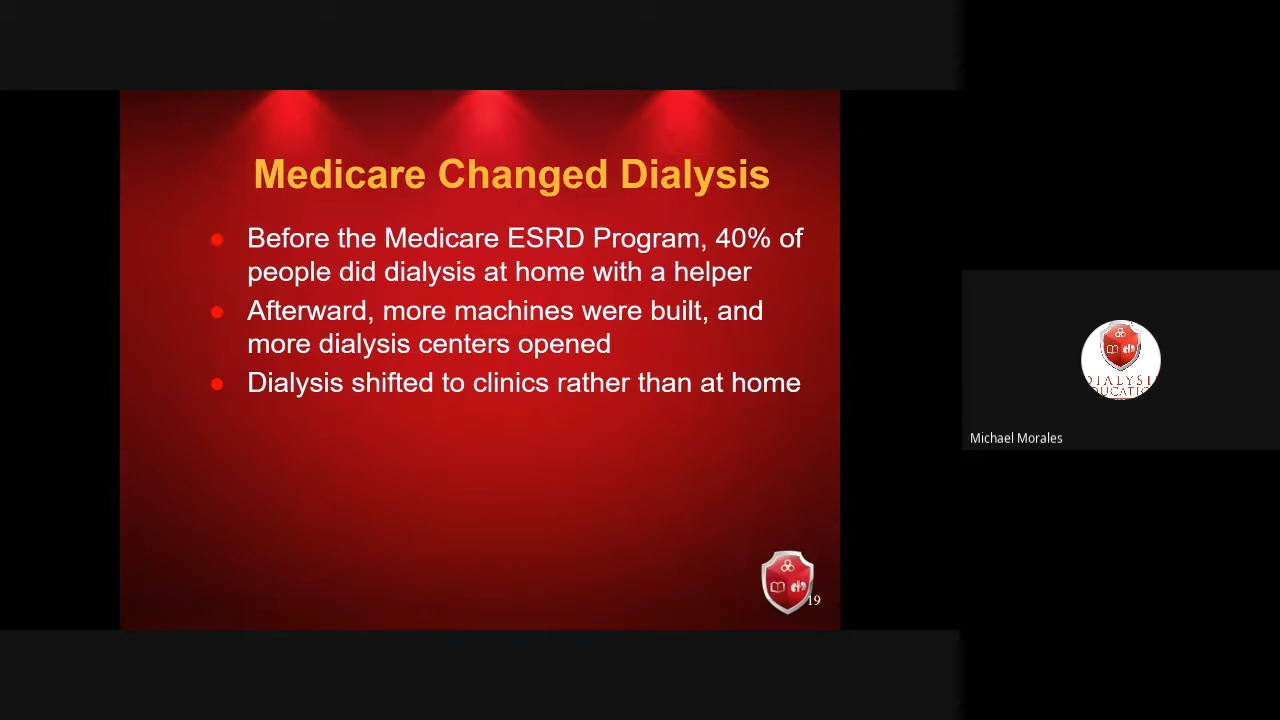 Medicare Changed Dialysis
Before the Medicare ESRD Program, 40% of
people did dialysis at home with a helper
Afterward, more machines were built, and
more dialysis centers opened
Dialysis shifted to clinics rather than at home
19
DIALYSI
Michael Morales